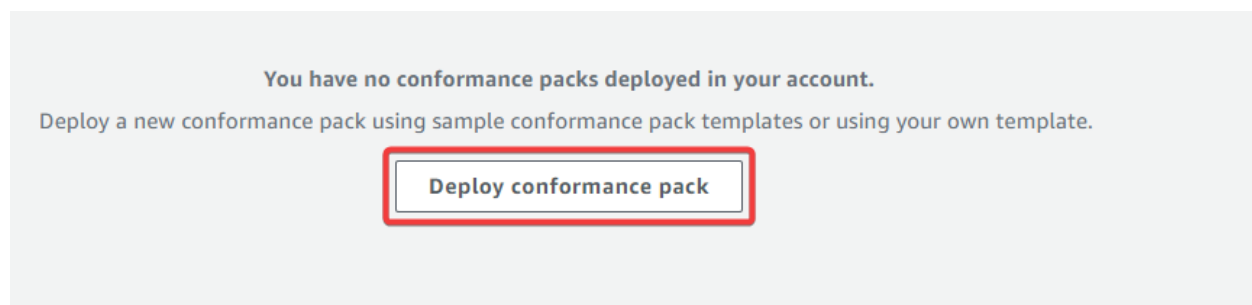 You have no conformance packs deployed in your account.
Deploy a new conformance pack using sample conformance pack templates or using your own template.
Deploy conformance pack